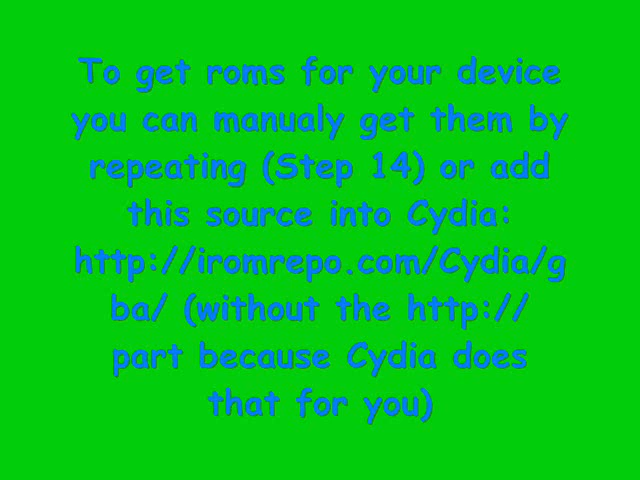 To get roms for your device
you can manualy get them by
repeating (Step 14) or add
this source into Cydia:
http://iromrepo.com/Cydia/g
ba/ (without the http://
part because Cydia does
that for you)